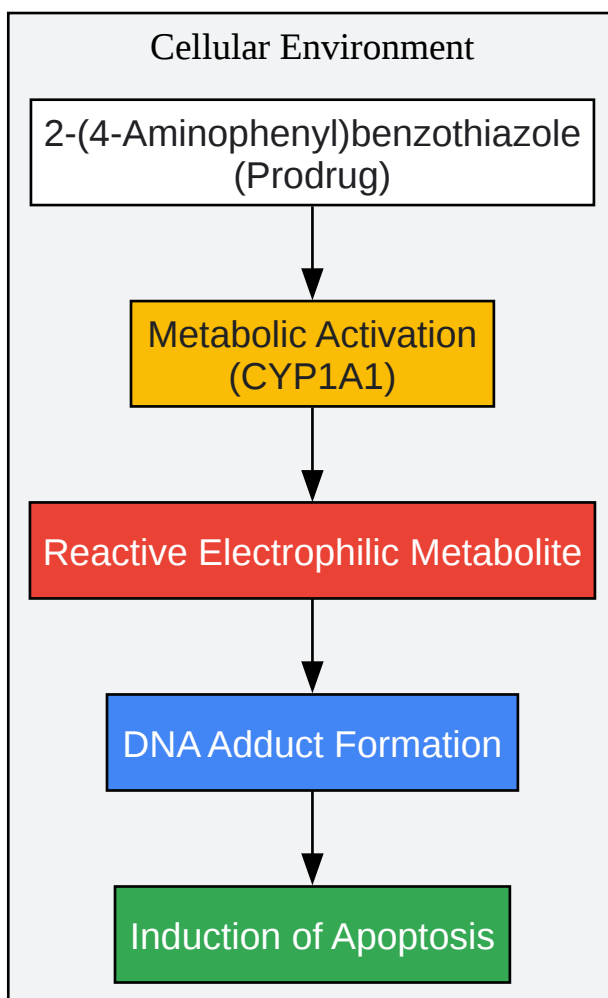 Cellular Environment
2-(4-Aminophenyl)benzothiazole
(Prodrug)
Metabolic Activation
(CYP1A1)
Reactive Electrophilic Metabolite
DNA Adduct Formation
Induction of Apoptosis